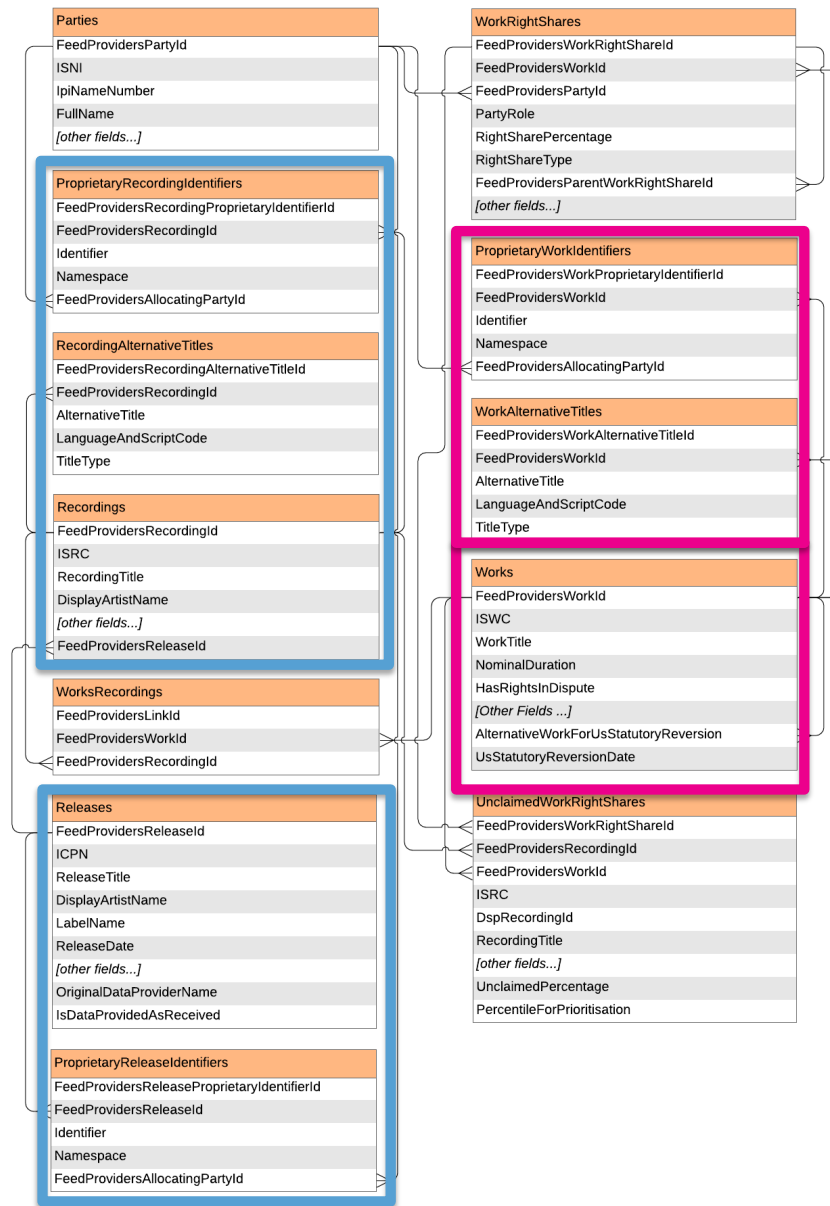 Parties
FeedProvidersPartyId
ISNI
IpiNameNumber
FullName
[other fields...]
ProprietaryRecordingIdentifiers
FeedProvidersRecordingProprietaryIdentifierId
FeedProvidersRecordingId
Identifier
Namespace
FeedProvidersAllocatingPartyId
RecordingAlternativeTitles
FeedProvidersRecordingAlternativeTitleId
FeedProvidersRecordingId
AlternativeTitle
LanguageAndScriptCode
TitleType
Recordings
FeedProvidersRecordingId
ISRC
RecordingTitle
DisplayArtistName
[other fields...]
FeedProvidersReleaseId
WorksRecordings
FeedProvidersLinkId
FeedProvidersWorkId
FeedProvidersRecordingId
Releases
FeedProvidersReleaseId
ICPN
ReleaseTitle
DisplayArtistName
LabelName
ReleaseDate
[other fields...]
OriginalDataProviderName
IsDataProvidedAsReceived
ProprietaryReleaseIdentifiers
FeedProvidersReleaseProprietaryIdentifierId
FeedProvidersReleaseId
Identifier
Namespace
FeedProvidersAllocatingPartyId
WorkRightShares
FeedProvidersWorkRightShareId
FeedProvidersWorkId
FeedProvidersPartyId
PartyRole
RightSharePercentage
RightShareType
FeedProvidersParentWorkRightShareId
[other fields...]
ProprietaryWorkIdentifiers
FeedProvidersWorkProprietaryIdentifierId
FeedProvidersWorkId
Identifier
Namespace
FeedProvidersAllocatingPartyId
WorkAlternativeTitles
FeedProvidersWorkAlternativeTitleId
FeedProvidersWorkId
AlternativeTitle
LanguageAndScriptCode
TitleType
Works
FeedProvidersWorkId
ISWC
WorkTitle
NominalDuration
HasRightsInDispute
[Other Fields ...]
AlternativeWorkForUsStatutoryReversion
UsStatutoryReversionDate
UnclaimedWorkRightShares
FeedProvidersWorkRightShareId
FeedProvidersRecordingId
FeedProvidersWorkId
ISRC
DspRecordingId
RecordingTitle
[other fields...]
UnclaimedPercentage
PercentileForPrioritisation